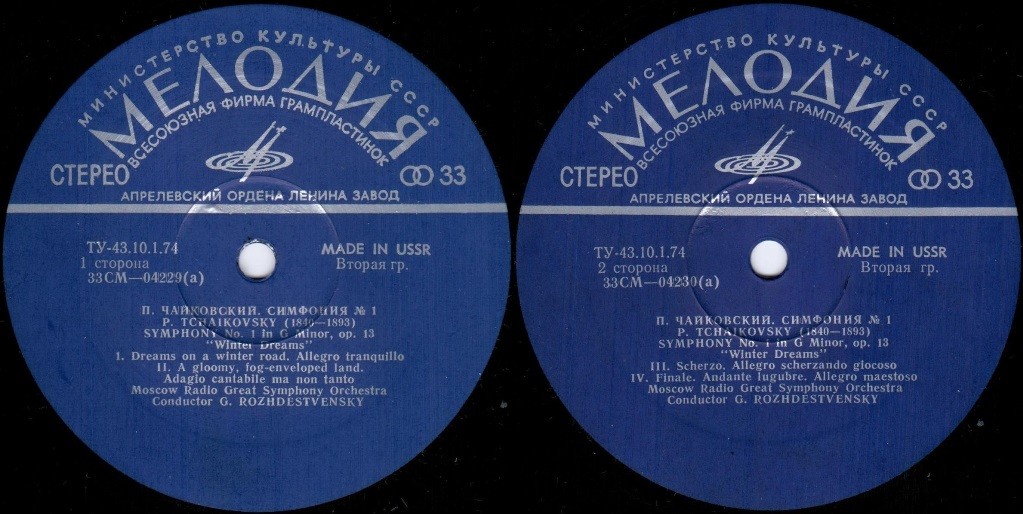 МИНИСТЕРСТВО КУЛЬТУРЫ СССР
МЕЛОДИЯ
ВСЕСОЮЗНАЯ ФИРМА ГРАМПЛАСТИНОК
СТЕРЕО 33
АПРЕЛЕВСКИЙ ОРДЕНА ЛЕНИНА ЗАВОД
ТУ-43.10.1.74 MADE IN USSR
1 сторона Вторая гр.
33СМ—04229(а)
П. ЧАЙКОВСКИЙ. СИМФОНИЯ № 1
P. TCHAIKOVSKY (1840—1893)
SYMPHONY No. 1 in G Minor, op. 13
"Winter Dreams"
I. Dreams on a winter road. Allegro tranquillo
II. A gloomy, fog-enveloped land.
Adagio cantabile ma non tanto
Moscow Radio Great Symphony Orchestra
Conductor G. ROZHDESTVENSKY
МИНИСТЕРСТВО КУЛЬТУРЫ СССР
МЕЛОДИЯ
ВСЕСОЮЗНАЯ ФИРМА ГРАМПЛАСТИНОК
СТЕРЕО 33
АПРЕЛЕВСКИЙ ОРДЕНА ЛЕНИНА ЗАВОД
ТУ-43.10.1.74 MADE IN USSR
2 сторона Вторая гр.
33СМ—04230(а)
П. ЧАЙКОВСКИЙ. СИМФОНИЯ № 1
P. TCHAIKOVSKY (1840—1893)
SYMPHONY No. 1 in G Minor, op. 13
"Winter Dreams"
III. Scherzo. Allegro scherzando giocoso
IV. Finale. Andante lugubre. Allegro maestoso
Moscow Radio Great Symphony Orchestra
Conductor G. ROZHDESTVENSKY